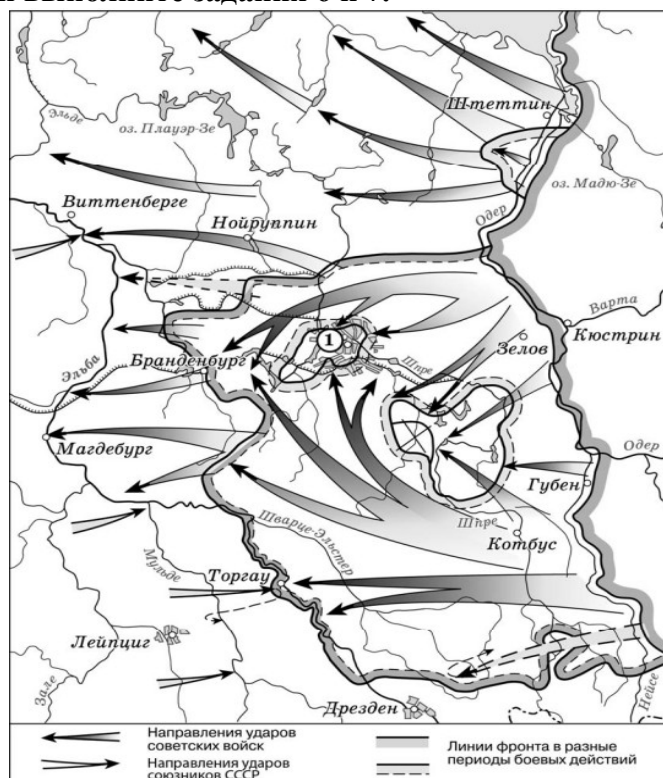 и выполните задания 6 и 7.
Штеттин
Эльде
оз. Плауэр-Зе
оз. Мадю-Зе
Виттенберге
Нойруппин
Одер
Варта
Кюстрин
Зелов
1
Шпре
Бранденбург
Эльба
Магдебург
Одер
Губен
Шпре
Котбус
Шварце-Эльстер
Мульде
Торгау
Лейпциг
Заале
Дрезден
Нейсе
Направления ударов
советских войск
Направления ударов
союзников СССР
Линии фронта в разные
периоды боевых действий